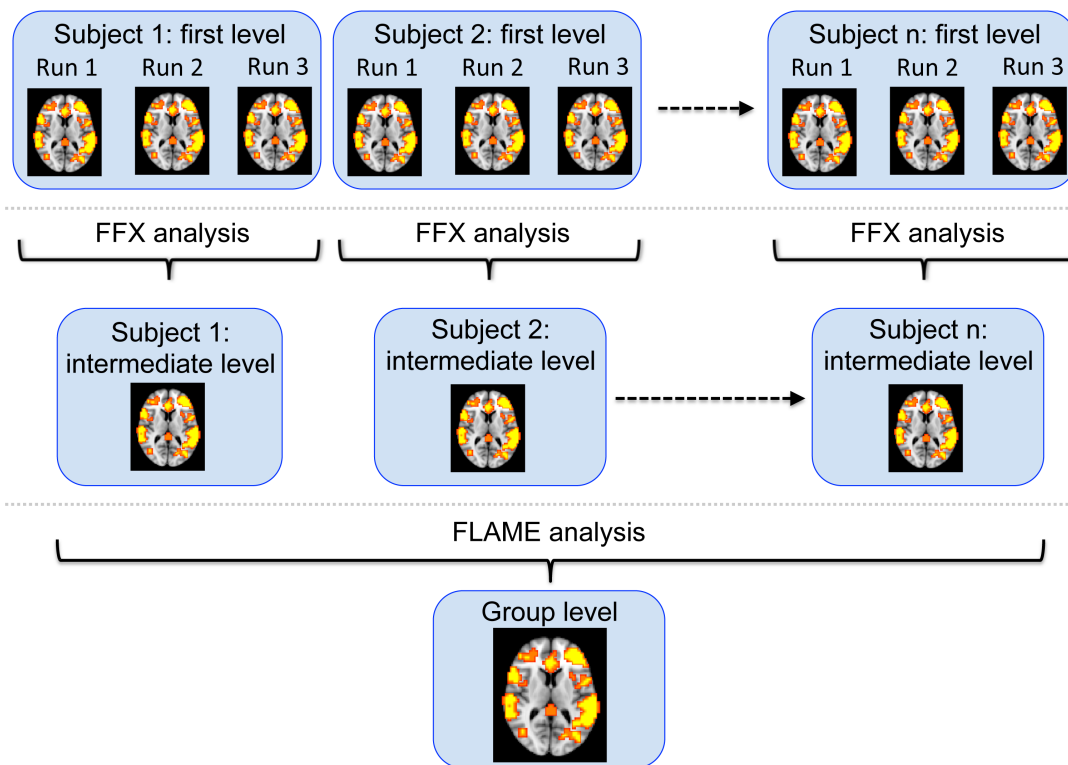 Subject 1: first level
Run 1 Run 2 Run 3
Subject 2: first level
Run 1 Run 2 Run 3
Subject n: first level
Run 1 Run 2 Run 3
FFX analysis
FFX analysis
FFX analysis
Subject 1:
intermediate level
Subject 2:
intermediate level
Subject n:
intermediate level
FLAME analysis
Group level